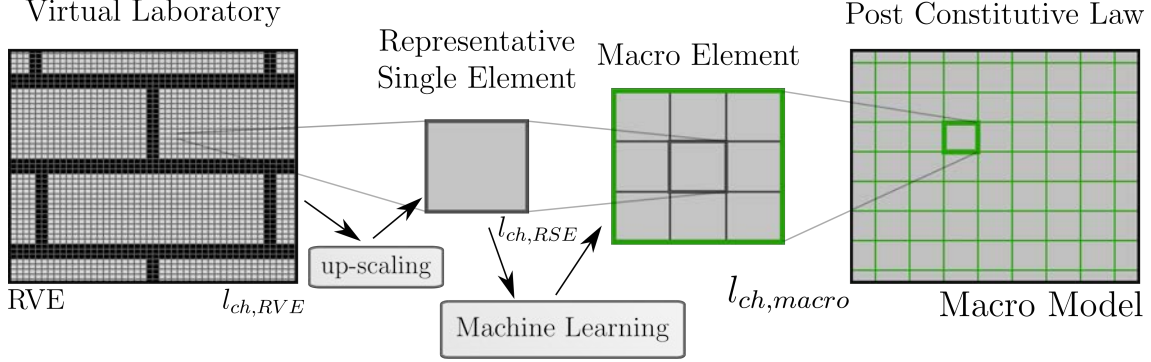 Virtual Laboratory
Representative
Single Element
Macro Element
Post Constitutive Law
RVE
l_{ch,RVE}
up-scaling
l_{ch,RSE}
Machine Learning
l_{ch,macro}
Macro Model